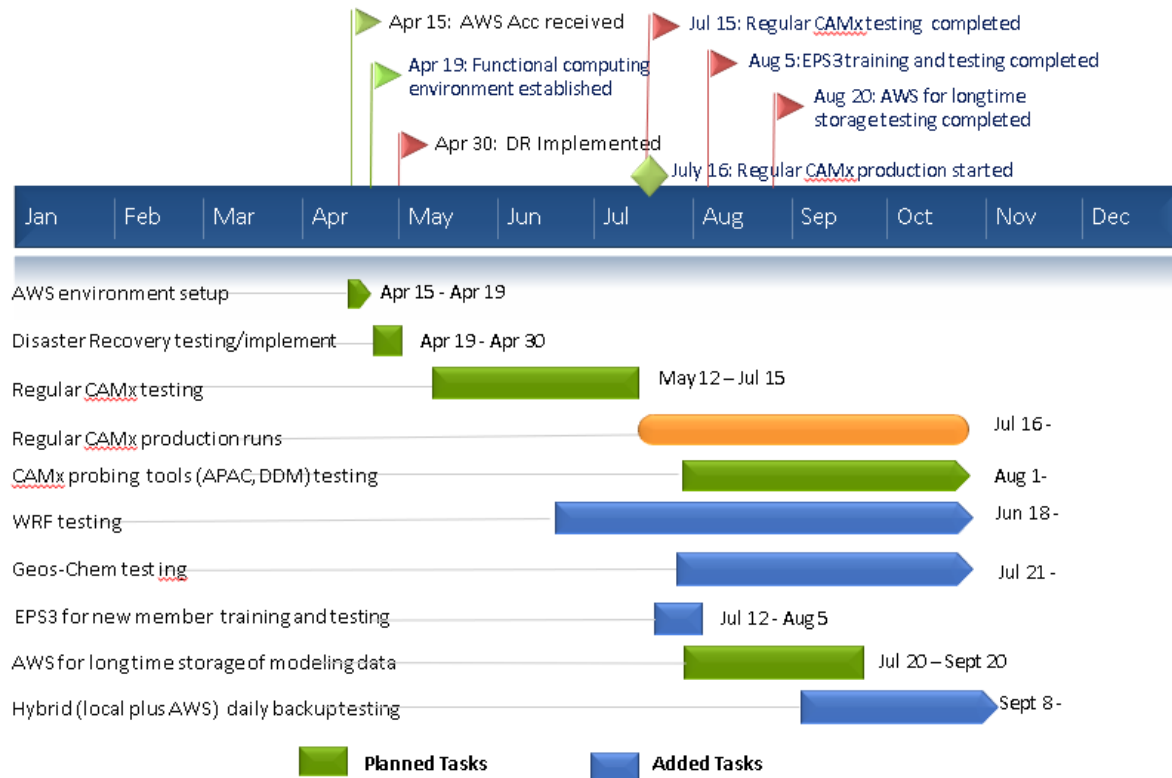 Apr 15: AWS Acc received
Jul 15: Regular CAMx testing completed
Apr 19: Functional computing
environment established
Aug 5:EPS3 training and testing completed
Aug 20: AWS for longtime
storage testing completed
Apr 30: DR Implemented
July 16: Regular CAMx production started
Jan Feb Mar Apr May Jun Jul Aug Sep Oct Nov Dec
AWS environment setup Apr 15 - Apr 19
Disaster Recovery testing/implement Apr 19 - Apr 30
Regular CAMx testing May 12 – Jul 15
Regular CAMx production runs Jul 16 -
CAMx probing tools (APAC, DDM) testing Aug 1-
WRF testing Jun 18 -
Geos-Chem testing Jul 21 -
EPS3 for new member training and testing Jul 12 - Aug 5
AWS for long time storage of modeling data Jul 20 – Sept 20
Hybrid (local plus AWS) daily backup testing Sept 8 -
Planned Tasks Added Tasks